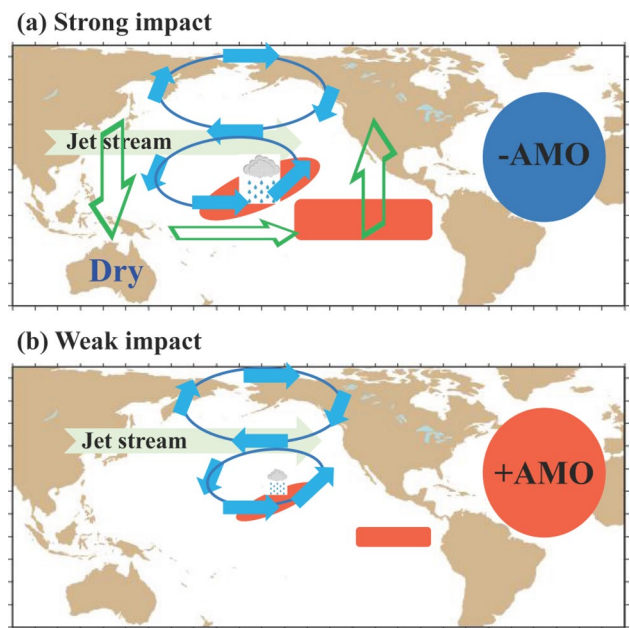 (a) Strong impact
Jet stream
-AMO
Dry
(b) Weak impact
Jet stream
+AMO